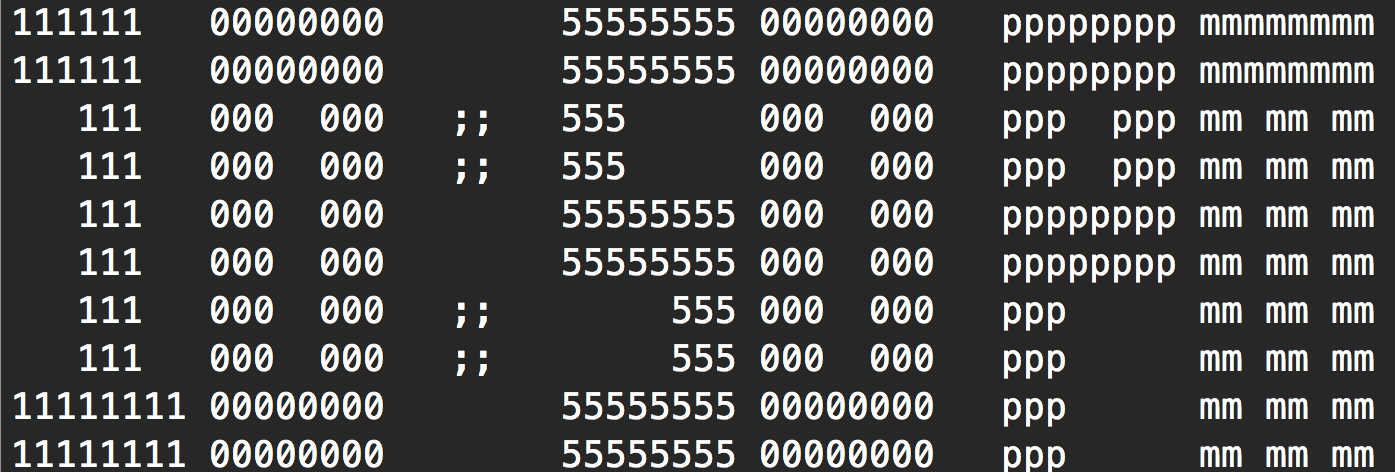 111111   00000000        55555555 00000000   pppppppp mmmmmmmm
111111   00000000        55555555 00000000   pppppppp mmmmmmmm
   111   000  000   ;;   555      000  000   ppp  ppp mm mm mm
   111   000  000   ;;   555      000  000   ppp  ppp mm mm mm
   111   000  000        55555555 000  000   pppppppp mm mm mm
   111   000  000        55555555 000  000   pppppppp mm mm mm
   111   000  000   ;;        555 000  000   ppp      mm mm mm
   111   000  000   ;;        555 000  000   ppp      mm mm mm
11111111 00000000        55555555 00000000   ppp      mm mm mm
11111111 00000000        55555555 00000000   ppp      mm mm mm